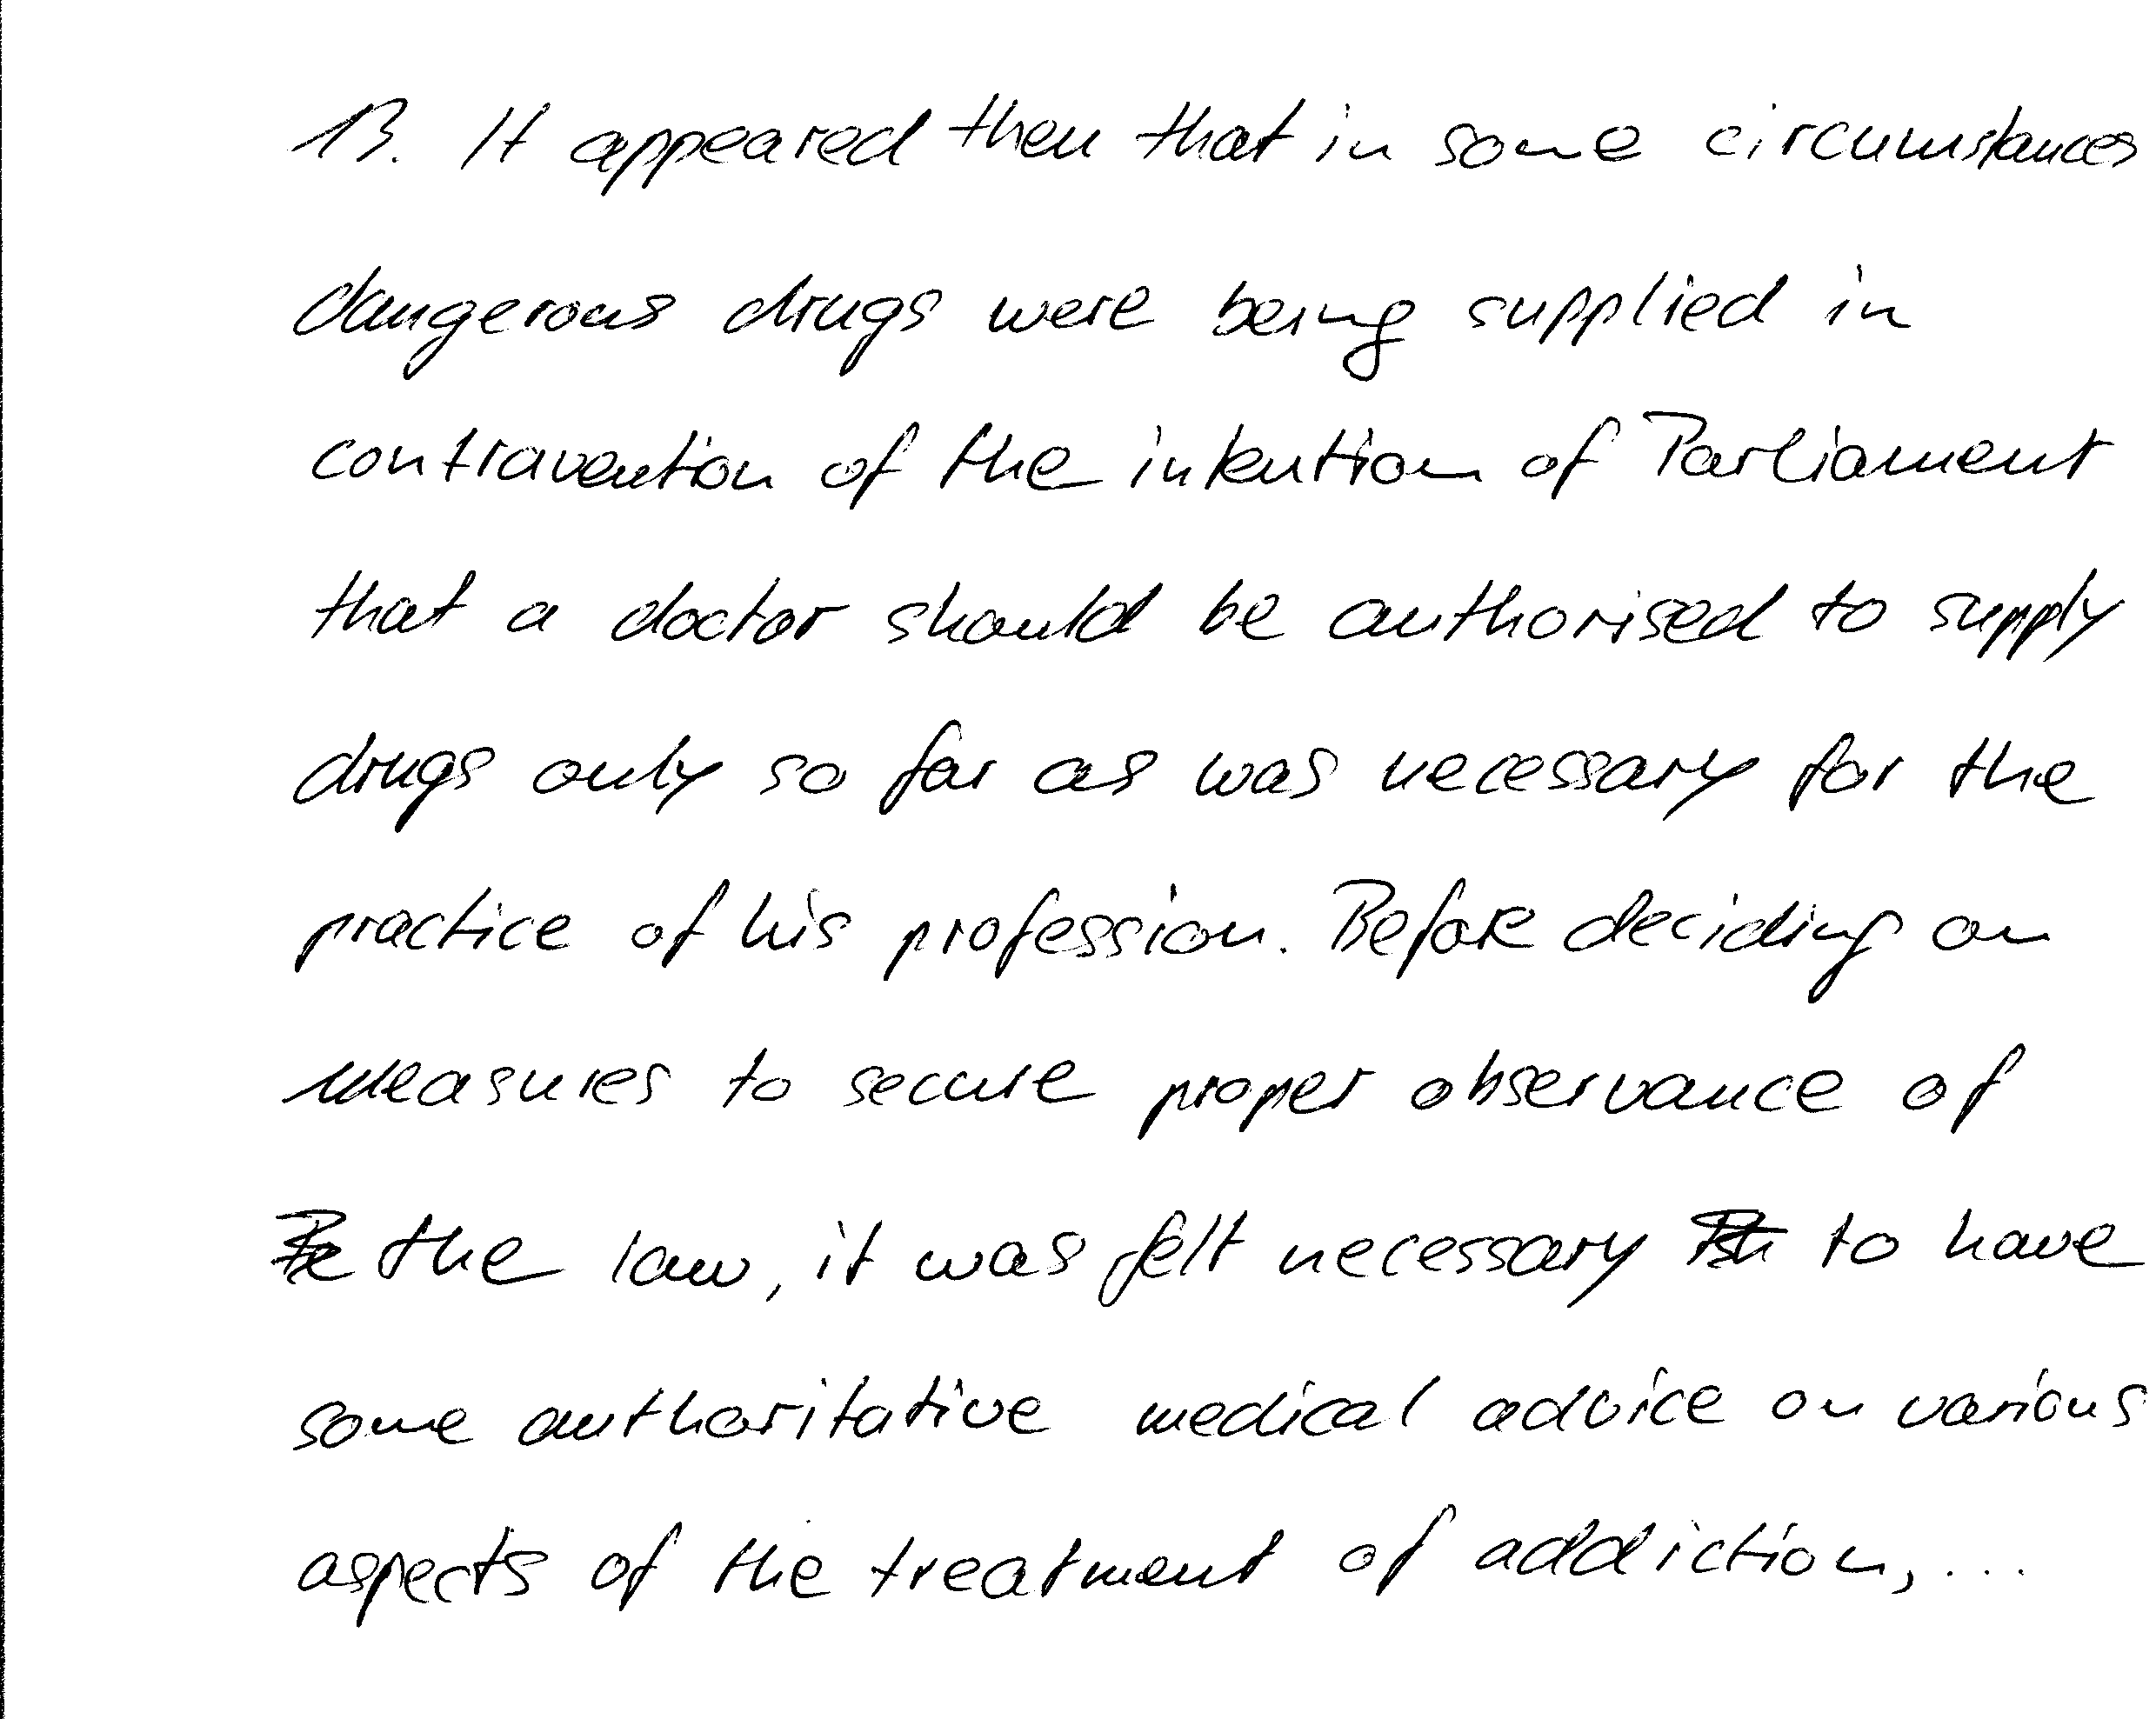 13. It appeared then that in some circumstances
dangerous drugs were being supplied in
contravention of the intention of Parliament
that a doctor should be authorised to supply
drugs only so far as was necessary for the
practice of his profession. Before deciding on
measures to secure proper observance of
the law, it was felt necessary to have
some authoritative medical advice on various
aspects of the treatment of addiction, ...